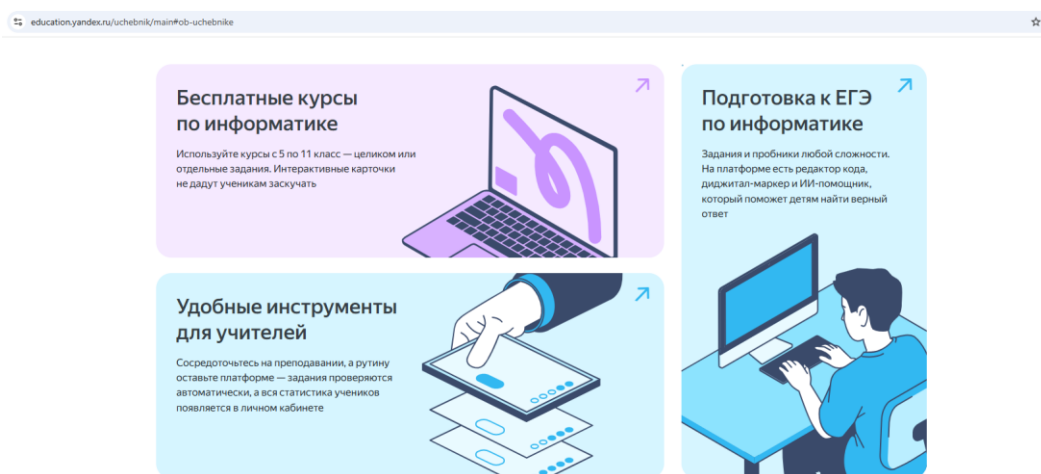 education.yandex.ru/uchebnik/main#ob-uchebnike
Бесплатные курсы
по информатике
Используйте курсы с 5 по 11 класс — целиком или
отдельные задания. Интерактивные карточки
не дадут ученикам заскучать
Подготовка к ЕГЭ
по информатике
Задания и пробники любой сложности.
На платформе есть редактор кода,
диджитал-маркер и ИИ-помощник,
который поможет детям найти верный
ответ
Удобные инструменты
для учителей
Сосредоточьтесь на преподавании, а рутину
оставьте платформе — задания проверяются
автоматически, а вся статистика учеников
появляется в личном кабинете